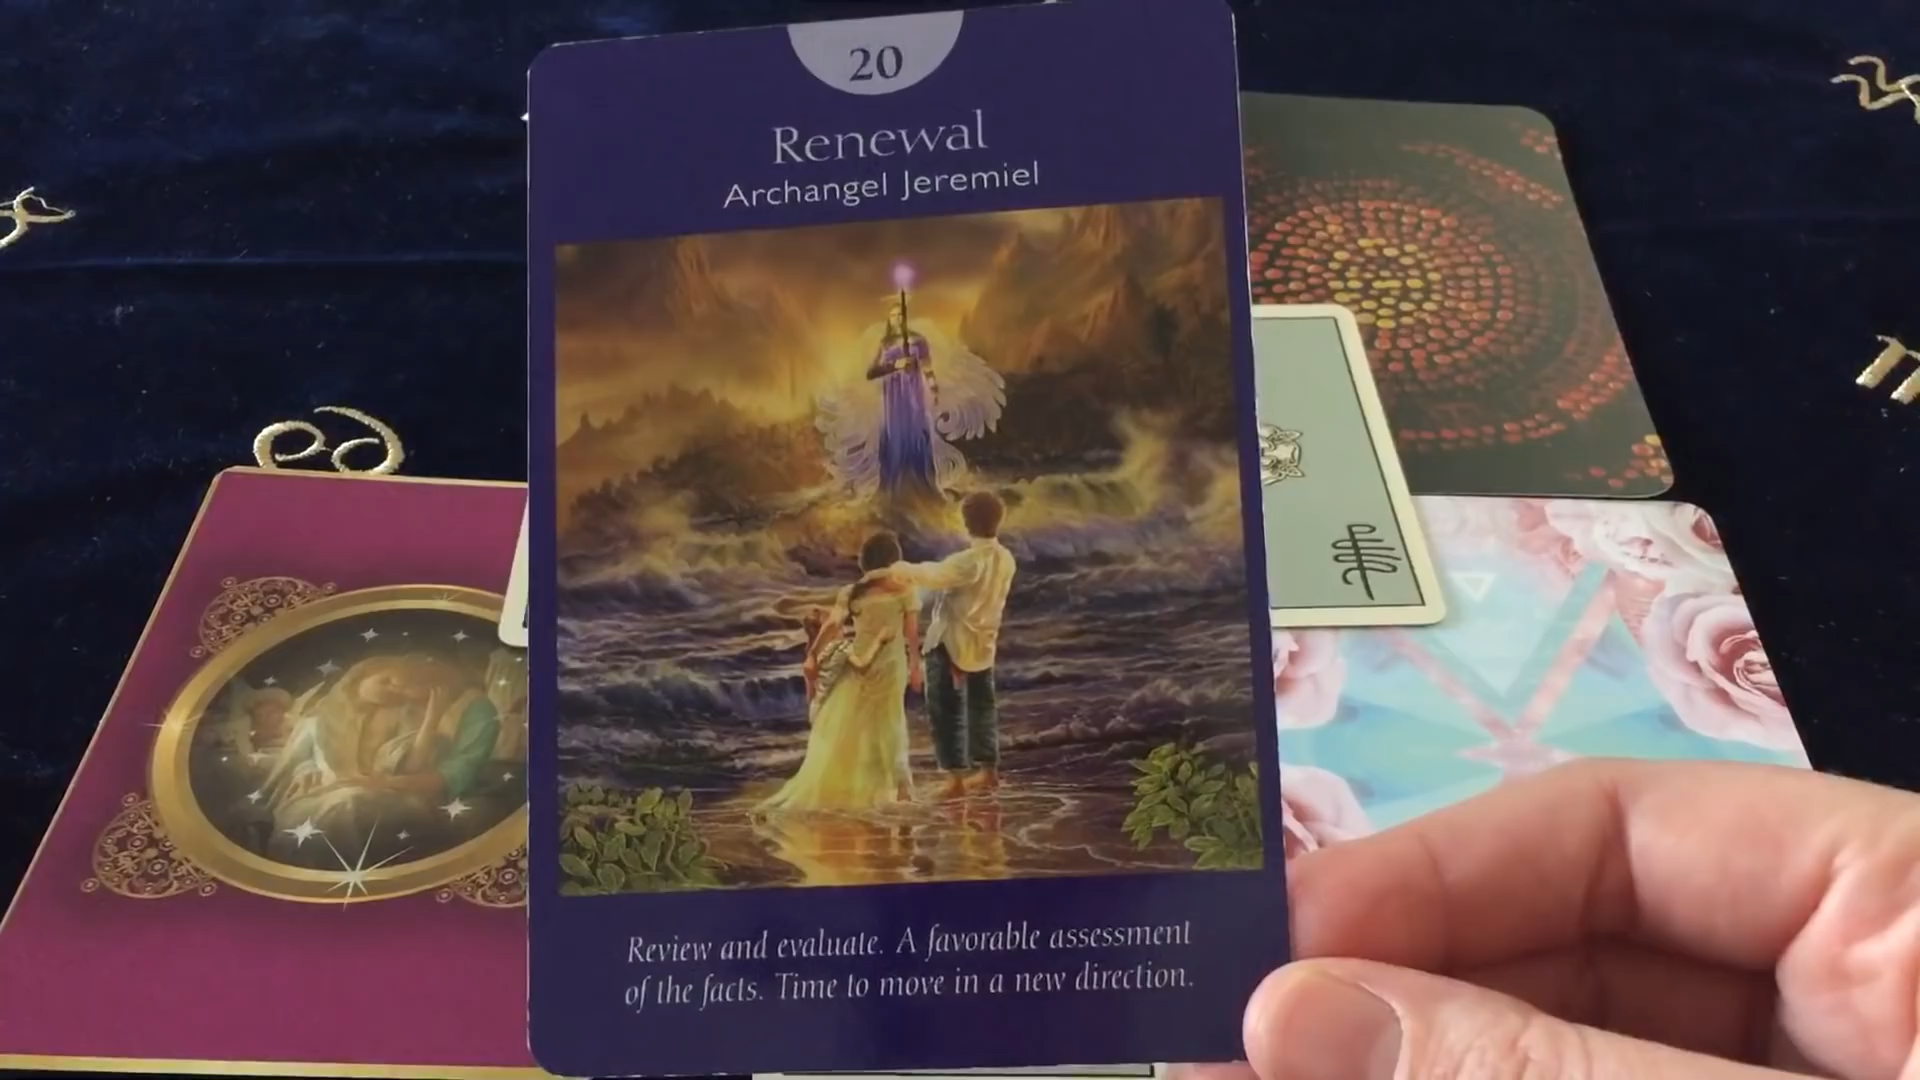 20
Renewal
Archangel Jeremiel
Review and evaluate. A favorable assessment
of the facts. Time to move in a new direction.